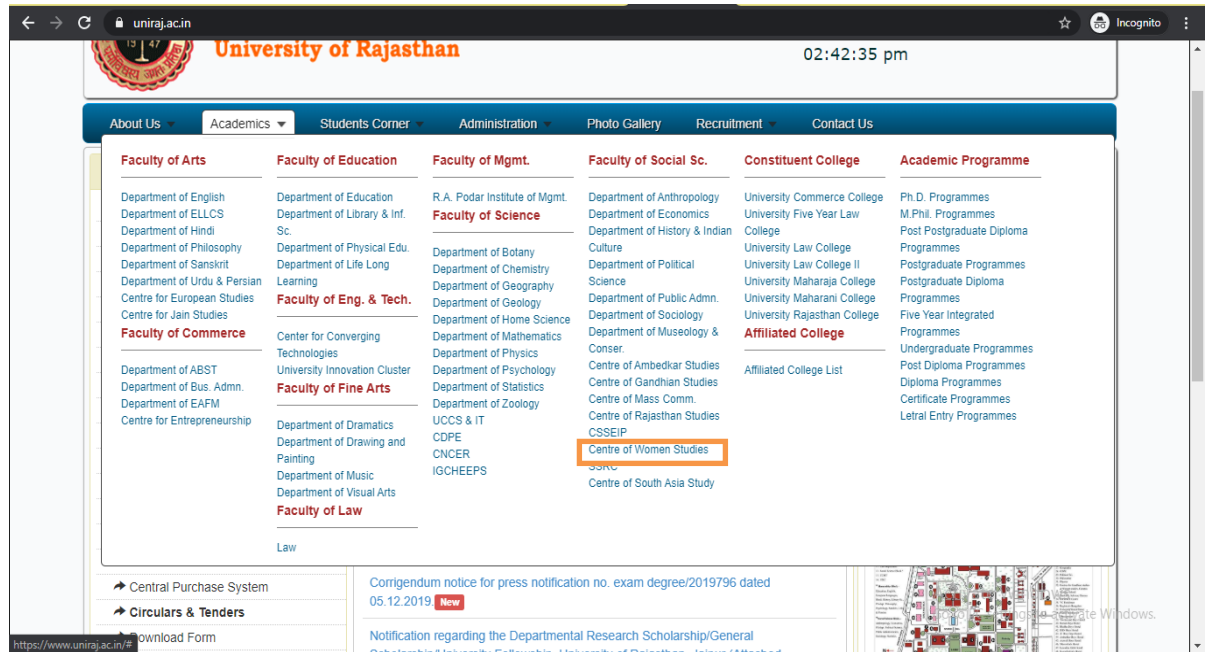 uniraj.ac.in
Incognito
19 47
University of Rajasthan
02:42:35 pm
About Us
Academics
Students Corner
Administration
Photo Gallery
Recruitment
Contact Us
Faculty of Arts
Department of English
Department of ELLCS
Department of Hindi
Department of Philosophy
Department of Sanskrit
Department of Urdu & Persian
Centre for European Studies
Centre for Jain Studies
Faculty of Commerce
Department of ABST
Department of Bus. Admn.
Department of EAFM
Centre for Entrepreneurship
Faculty of Education
Department of Education
Department of Library & Inf.
Sc.
Department of Physical Edu.
Department of Life Long
Learning
Faculty of Eng. & Tech.
Center for Converging
Technologies
University Innovation Cluster
Faculty of Fine Arts
Department of Dramatics
Department of Drawing and
Painting
Department of Music
Department of Visual Arts
Faculty of Law
Law
Faculty of Mgmt.
R.A. Podar Institute of Mgmt.
Faculty of Science
Department of Botany
Department of Chemistry
Department of Geography
Department of Geology
Department of Home Science
Department of Mathematics
Department of Physics
Department of Psychology
Department of Statistics
Department of Zoology
UCCS & IT
CDPE
CNCER
IGCHEEPS
Faculty of Social Sc.
Department of Anthropology
Department of Economics
Department of History & Indian
Culture
Department of Political
Science
Department of Public Admn.
Department of Sociology
Department of Museology &
Conser.
Centre of Ambedkar Studies
Centre of Gandhian Studies
Centre of Mass Comm.
Centre of Rajasthan Studies
CSSEIP
Centre of Women Studies
SSRC
Centre of South Asia Study
Constituent College
University Commerce College
University Five Year Law
College
University Law College
University Law College II
University Maharaja College
University Maharani College
University Rajasthan College
Affiliated College
Affiliated College List
Academic Programme
Ph.D. Programmes
M.Phil. Programmes
Post Postgraduate Diploma
Programmes
Postgraduate Programmes
Postgraduate Diploma
Programmes
Five Year Integrated
Programmes
Undergraduate Programmes
Post Diploma Programmes
Diploma Programmes
Certificate Programmes
Letral Entry Programmes
Central Purchase System
Circulars & Tenders
Download Form
Corrigendum notice for press notification no. exam degree/2019796 dated
05.12.2019. New
Notification regarding the Departmental Research Scholarship/General
Scholarship/University Fellowship, University of Rajasthan, Jaipur (Attached
Windows.
https://www.uniraj.ac.in/#